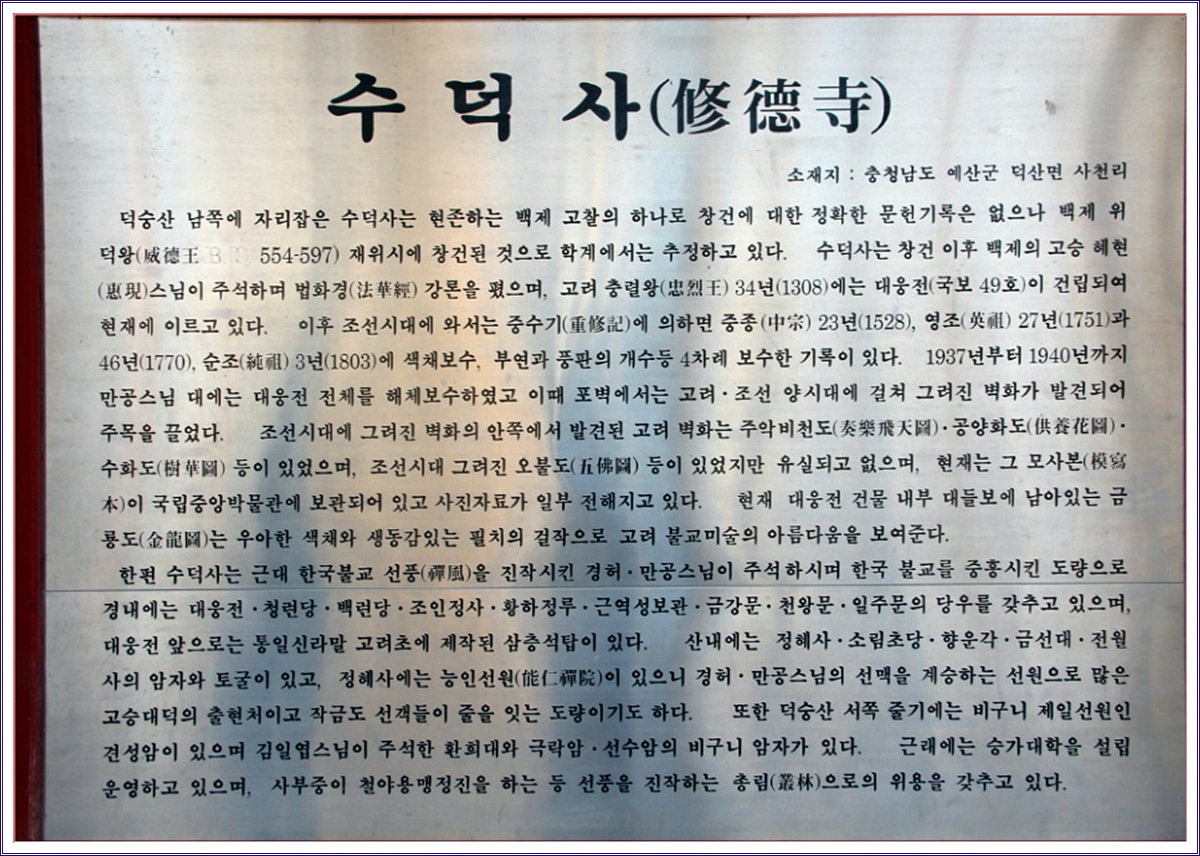 수덕사(修德寺)
소재지 : 충청남도 예산군 덕산면 사천리
덕숭산 남쪽에 자리잡은 수덕사는 현존하는 백제 고찰의 하나로 창건에 대한 정확한 문헌기록은 없으나 백제 위
덕왕(威德王 554-597) 재위시에 창건된 것으로 학계에서는 추정하고 있다. 수덕사는 창건 이후 백제의 고승 혜현
(惠現)스님이 주석하며 법화경(法華經) 강론을 폈으며, 고려 충렬왕(忠烈王) 34년(1308)에는 대웅전(국보 49호)이 건립되여
현재에 이르고 있다. 이후 조선시대에 와서는 중수기(重修記)에 의하면 중종(中宗) 23년(1528), 영조(英祖) 27년(1751)과
46년(1770), 순조(純祖) 3년(1803)에 색채보수, 부연과 풍판의 개수등 4차례 보수한 기록이 있다. 1937년부터 1940년까지
만공스님 대에는 대웅전 전체를 해체보수하였고 이때 포벽에서는 고려·조선 양시대에 걸쳐 그려진 벽화가 발견되어
주목을 끌었다. 조선시대에 그려진 벽화의 안쪽에서 발견된 고려 벽화는 주악비천도(奏樂飛天圖)·공양화도(供養花圖)·
수화도(樹華圖) 등이 있었으며, 조선시대 그려진 오불도(五佛圖) 등이 있었지만 유실되고 없으며, 현재는 그 모사본(模寫
本)이 국립중앙박물관에 보관되어 있고 사진자료가 일부 전해지고 있다. 현재 대웅전 건물 내부 대들보에 남아있는 금
룡도(金龍圖)는 우아한 색채와 생동감있는 필치의 걸작으로 고려 불교미술의 아름다움을 보여준다.
한편 수덕사는 근대 한국불교 선풍(禪風)을 진작시킨 경허·만공스님이 주석하시며 한국 불교를 중흥시킨 도량으로
경내에는 대웅전·청련당·백련당·조인정사·황하정루·근역성보관·금강문·천왕문·일주문의 당우를 갖추고 있으며,
대웅전 앞으로는 통일신라말 고려초에 제작된 삼층석탑이 있다. 산내에는 정혜사·소림초당·향운각·금선대·전월
사의 암자와 토굴이 있고, 정혜사에는 능인선원(能仁禪院)이 있으니 경허·만공스님의 선맥을 계승하는 선원으로 많은
고승대덕의 출현처이고 작금도 선객들이 줄을 잇는 도량이기도 하다. 또한 덕숭산 서쪽 줄기에는 비구니 제일선원인
견성암이 있으며 김일엽스님이 주석한 환희대와 극락암·선수암의 비구니 암자가 있다. 근래에는 승가대학을 설립
운영하고 있으며, 사부중이 철야용맹정진을 하는 등 선풍을 진작하는 총림(叢林)으로의 위용을 갖추고 있다.